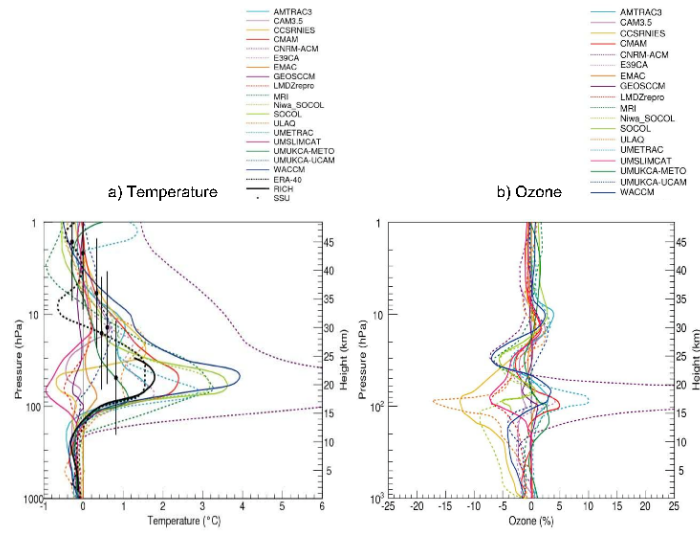 AMTRAC3
CAM3.5
CCSRNIES
CMAM
CNRM-ACM
E39CA
EMAC
GEOSCCM
LMDZrepro
MRI
Niwa_SOCOL
SOCOL
ULAQ
UMETRAC
UMSLIMCAT
UMUKCA-METO
UMUKCA-UCAM
WACCM
ERA-40
RICH
SSU
AMTRAC3
CAM3.5
CCSRNIES
CMAM
CNRM-ACM
E39CA
EMAC
GEOSCCM
LMDZrepro
MRI
Niwa_SOCOL
SOCOL
ULAQ
UMETRAC
UMSLIMCAT
UMUKCA-METO
UMUKCA-UCAM
WACCM
a) Temperature
1
10
100
1000
Pressure (hPa)
-1 0 1 2 3 4 5 6
Temperature (°C)
45
40
35
30
25
20
15
10
5
Height (km)
b) Ozone
1
10
10²
10³
Pressure (hPa)
-25 -20 -15 -10 -5 0 5 10 15 20 25
Ozone (%)
45
40
35
30
25
20
15
10
5
Height (km)